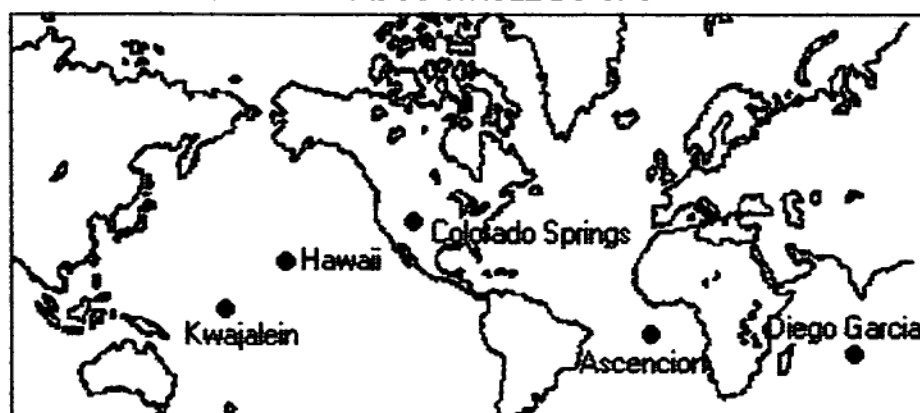 Colorado Springs
Hawaii
Kwajalein
Diego Garcia
Ascencion